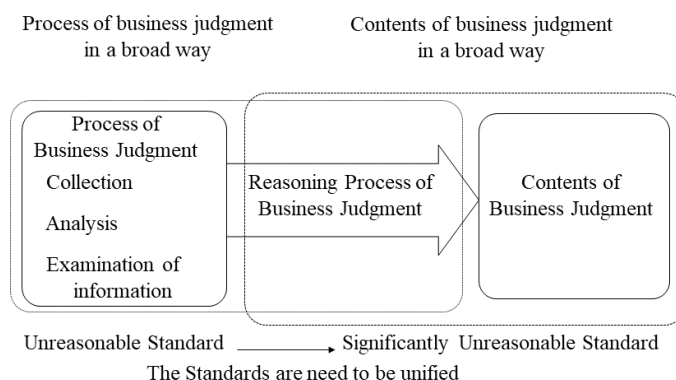 Process of business judgment
in a broad way
Contents of business judgment
in a broad way
Process of
Business Judgment
Collection
Analysis
Examination of
information
Reasoning Process of
Business Judgment
Contents of
Business Judgment
Unreasonable Standard
Significantly Unreasonable Standard
The Standards are need to be unified